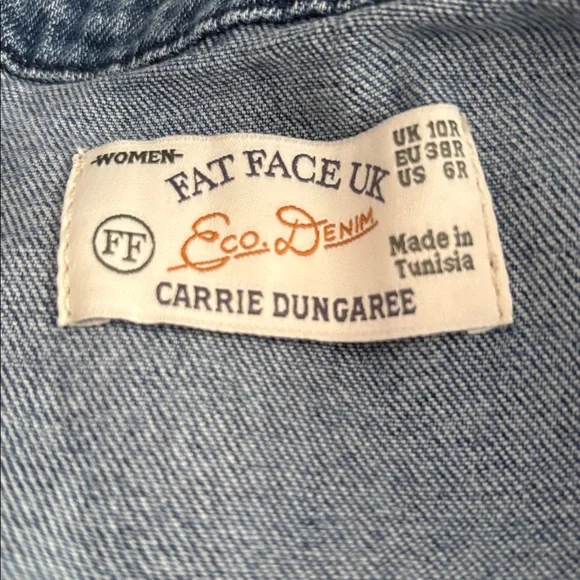 -WOMEN-
FAT FACE UK
UK 10R
EU 38R
US 6R
FF
Eco. Denim
Made in
Tunisia
CARRIE DUNGAREE